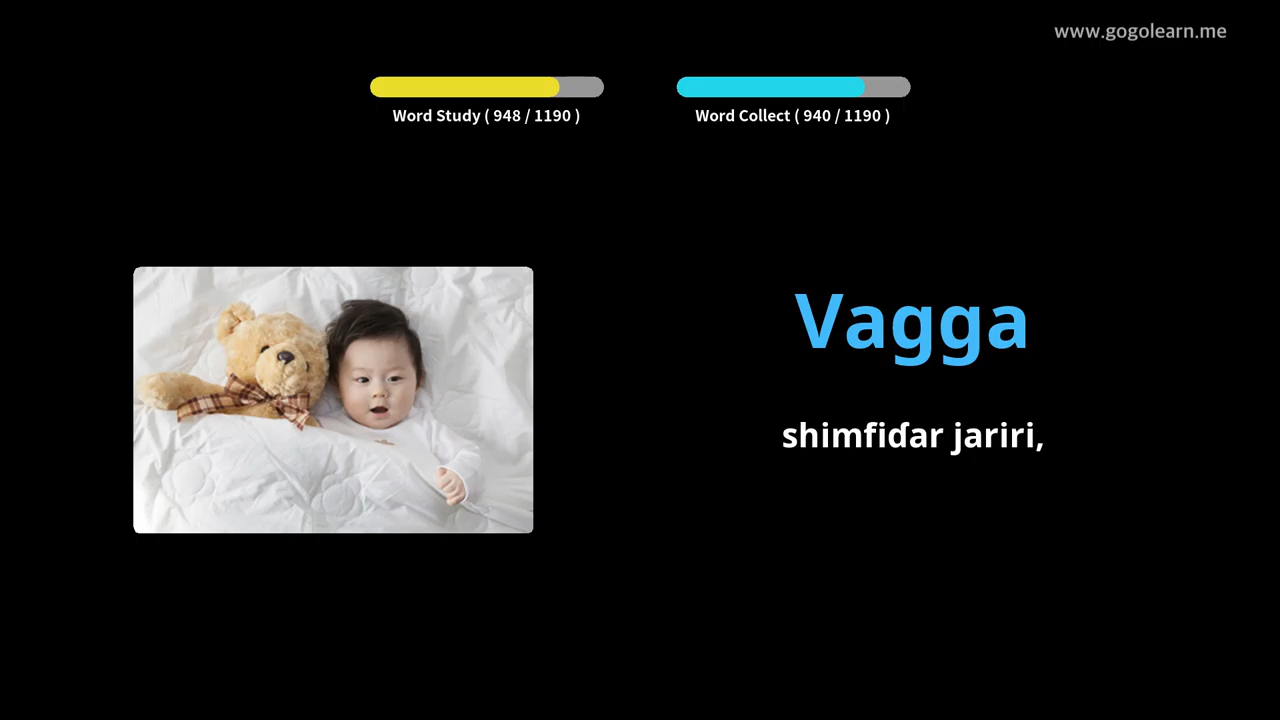 www.gogolearn.me
Word Study ( 948 / 1190 )
Word Collect ( 940 / 1190 )
Vagga
shimfiɗar jariri,